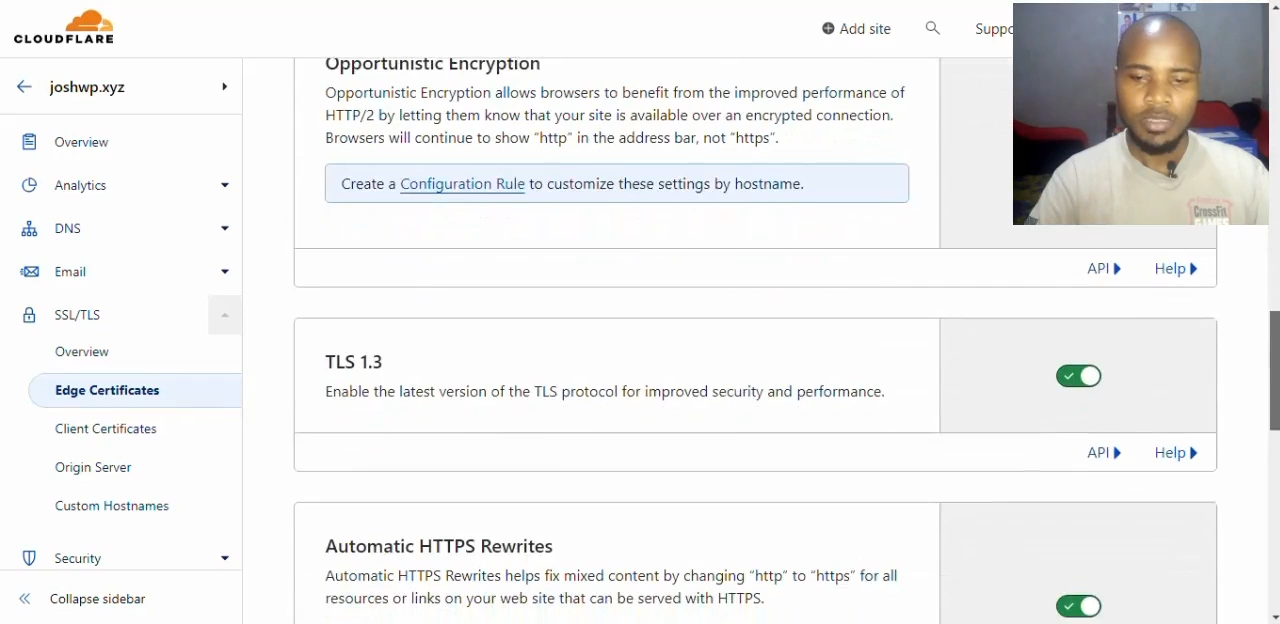 CLOUDFLARE
Add site
Suppo
joshwp.xyz
Overview
Analytics
DNS
Email
SSL/TLS
Overview
Edge Certificates
Client Certificates
Origin Server
Custom Hostnames
Security
Collapse sidebar
Opportunistic Encryption
Opportunistic Encryption allows browsers to benefit from the improved performance of
HTTP/2 by letting them know that your site is available over an encrypted connection.
Browsers will continue to show “http” in the address bar, not “https”.
Create a Configuration Rule to customize these settings by hostname.
API Help
TLS 1.3
Enable the latest version of the TLS protocol for improved security and performance.
API Help
Automatic HTTPS Rewrites
Automatic HTTPS Rewrites helps fix mixed content by changing “http” to “https” for all
resources or links on your web site that can be served with HTTPS.
CrossFit
GAMES